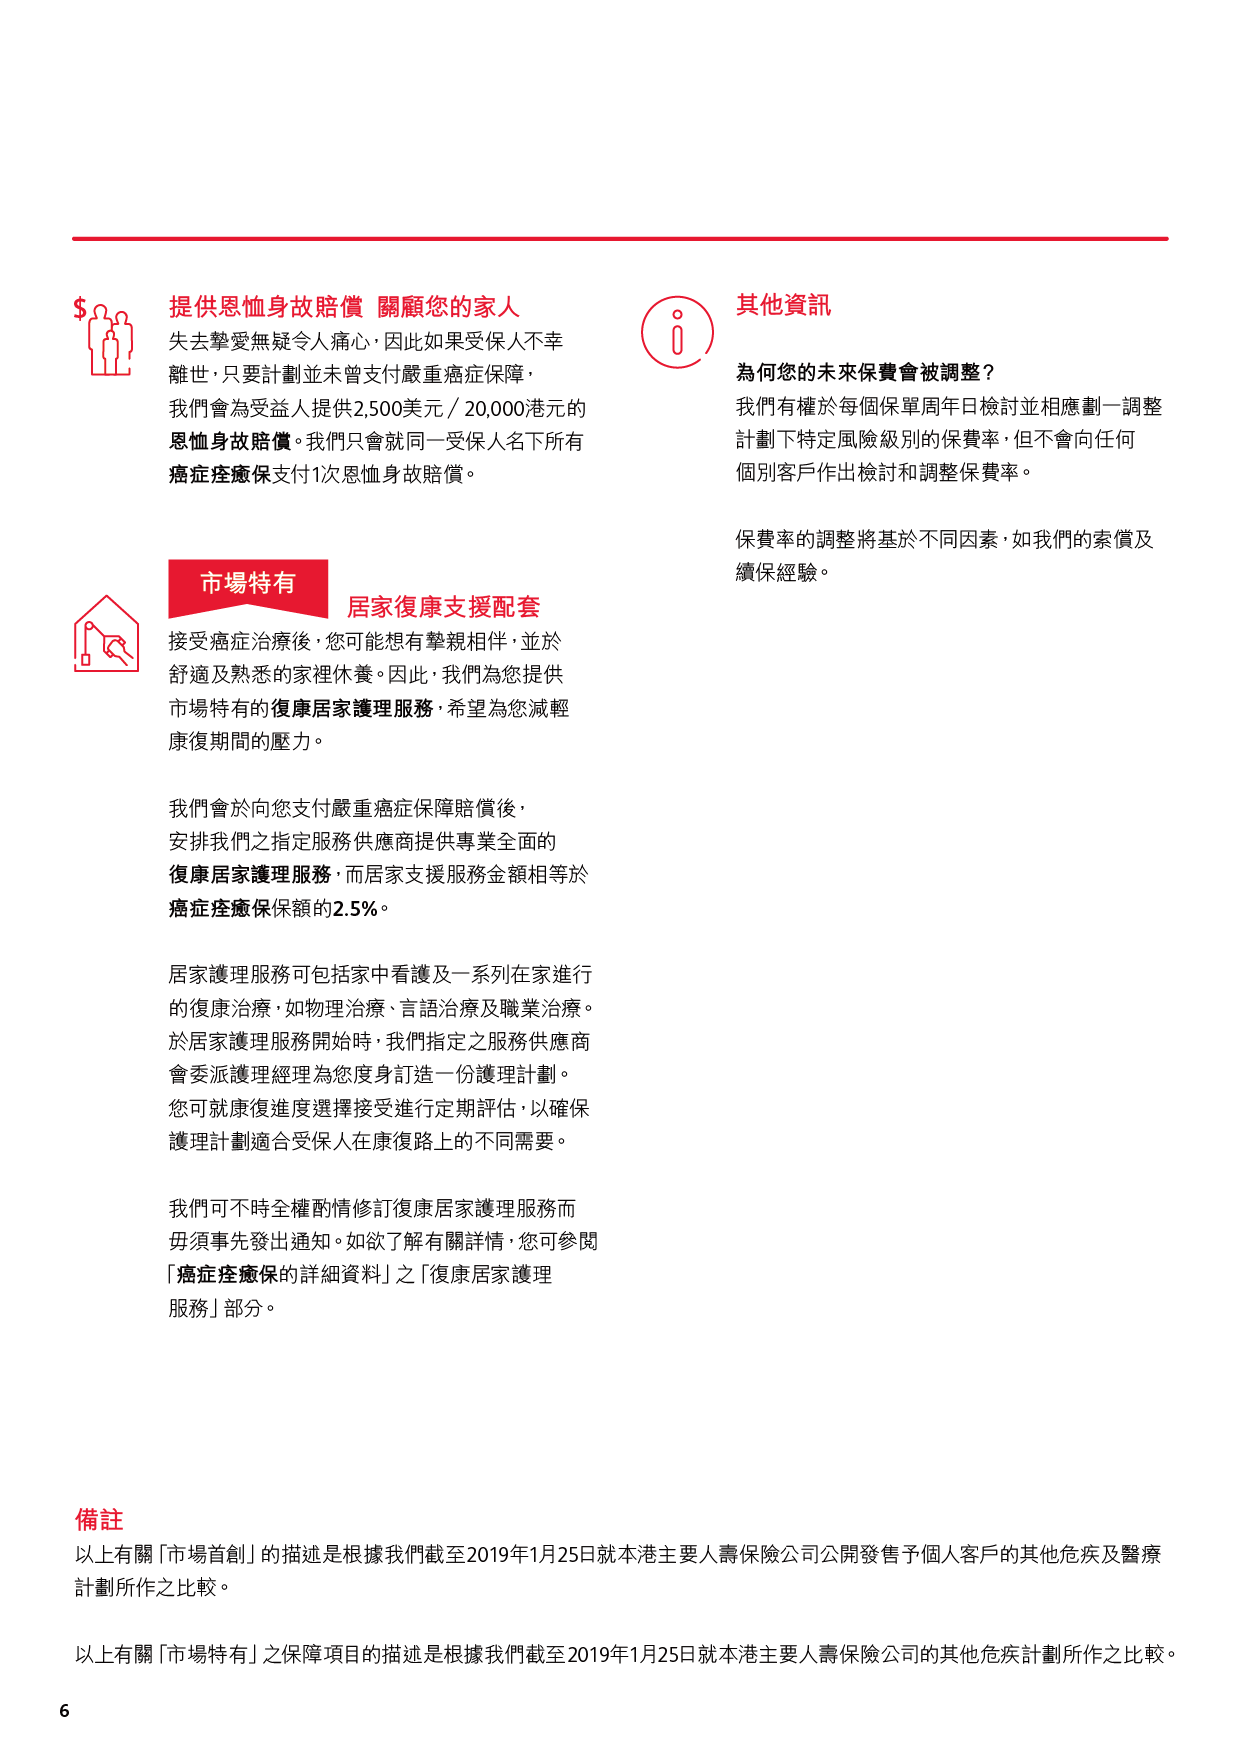 $
提供恩恤身故賠償 關顧您的家人
失去摯愛無疑令人痛心，因此如果受保人不幸
離世，只要計劃並未曾支付嚴重癌症保障，
我們會為受益人提供2,500美元／20,000港元的
恩恤身故賠償。我們只會就同一受保人名下所有
癌症痊癒保支付1次恩恤身故賠償。
市場特有
居家復康支援配套
接受癌症治療後，您可能想有摯親相伴，並於
舒適及熟悉的家裡休養。因此，我們為您提供
市場特有的復康居家護理服務，希望為您減輕
康復期間的壓力。
我們會於向您支付嚴重癌症保障賠償後，
安排我們之指定服務供應商提供專業全面的
復康居家護理服務，而居家支援服務金額相等於
癌症痊癒保保額的2.5%。
居家護理服務可包括家中看護及一系列在家進行
的復康治療，如物理治療、言語治療及職業治療。
於居家護理服務開始時，我們指定之服務供應商
會委派護理經理為您度身訂造一份護理計劃。
您可就康復進度選擇接受進行定期評估，以確保
護理計劃適合受保人在康復路上的不同需要。
我們可不時全權酌情修訂復康居家護理服務而
毋須事先發出通知。如欲了解有關詳情，您可參閱
「癌症痊癒保的詳細資料」之「復康居家護理
服務」部分。
其他資訊
為何您的未來保費會被調整？
我們有權於每個保單周年日檢討並相應劃一調整
計劃下特定風險級別的保費率，但不會向任何
個別客戶作出檢討和調整保費率。
保費率的調整將基於不同因素，如我們的索償及
續保經驗。
備註
以上有關「市場首創」的描述是根據我們截至2019年1月25日就本港主要人壽保險公司公開發售予個人客戶的其他危疾及醫療
計劃所作之比較。
以上有關「市場特有」之保障項目的描述是根據我們截至2019年1月25日就本港主要人壽保險公司的其他危疾計劃所作之比較。
6